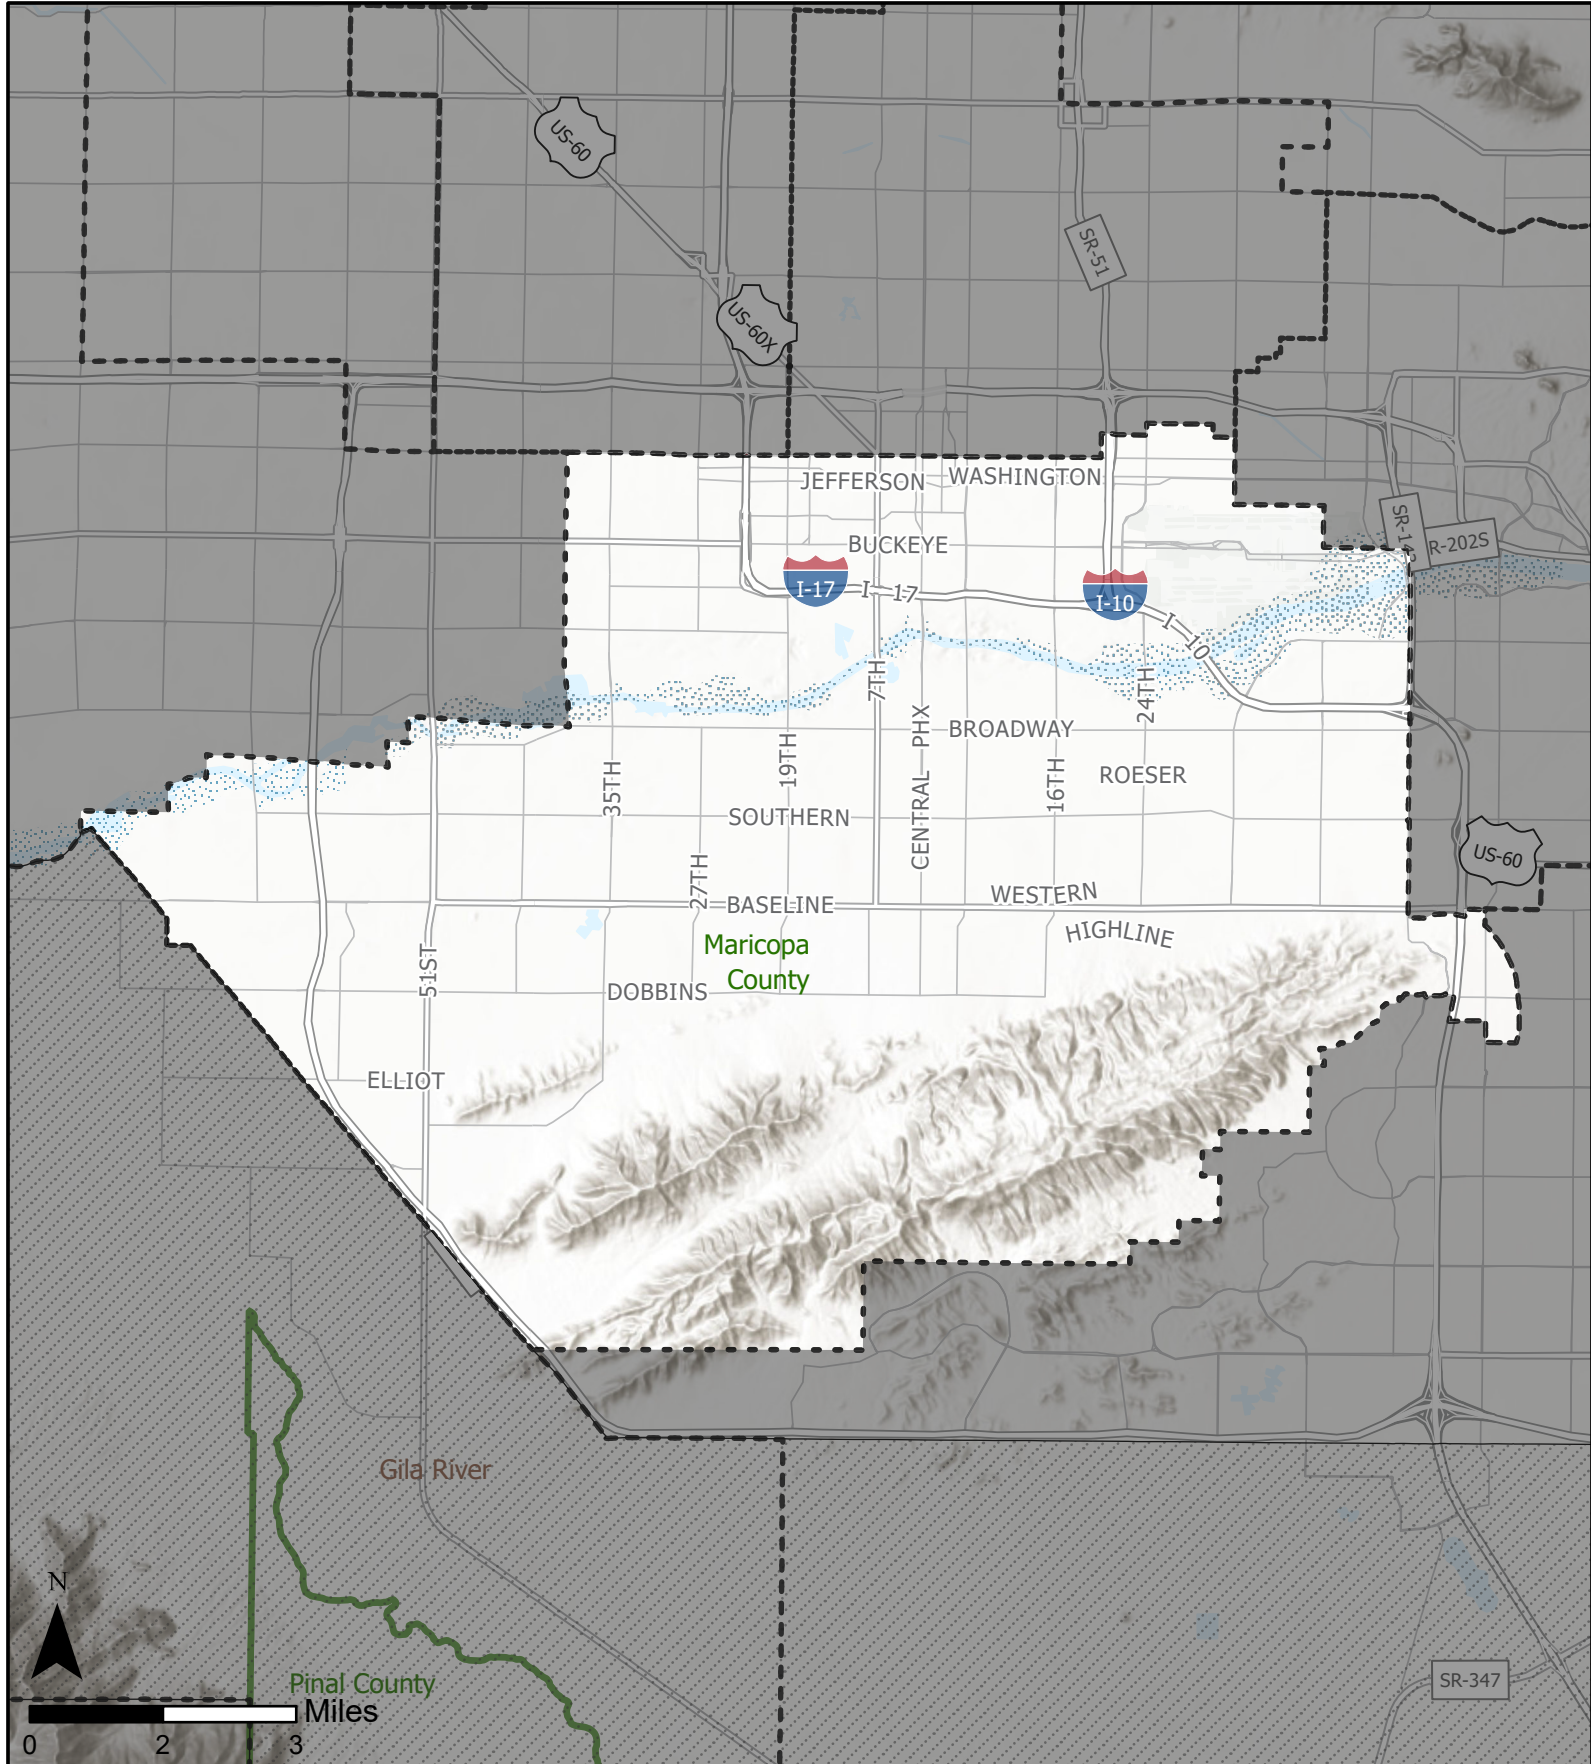 US-60
SR-51
US-60X
JEFFERSON
WASHINGTON
BUCKEYE
SR-143
R-202S
I-17
I 17
I-10
I 10
7TH
24TH
CENTRAL PHX
BROADWAY
19TH
35TH
16TH
ROESER
SOUTHERN
US-60
27TH
BASELINE
WESTERN
HIGHLINE
Maricopa
County
51ST
DOBBINS
ELLIOT
Gila River
N
Pinal County
SR-347
Miles
0 2 3